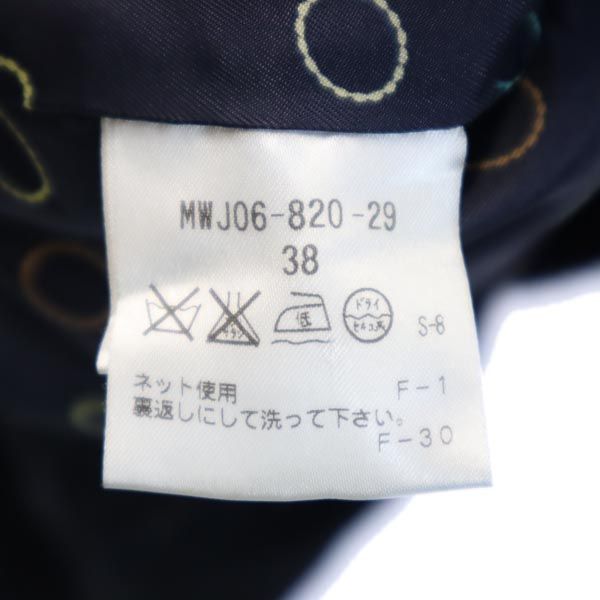 MWJ06-820-29
38
低 ドライ セキユ系 S-8
ネット使用 F-1
裏返しにして洗って下さい。
F-30